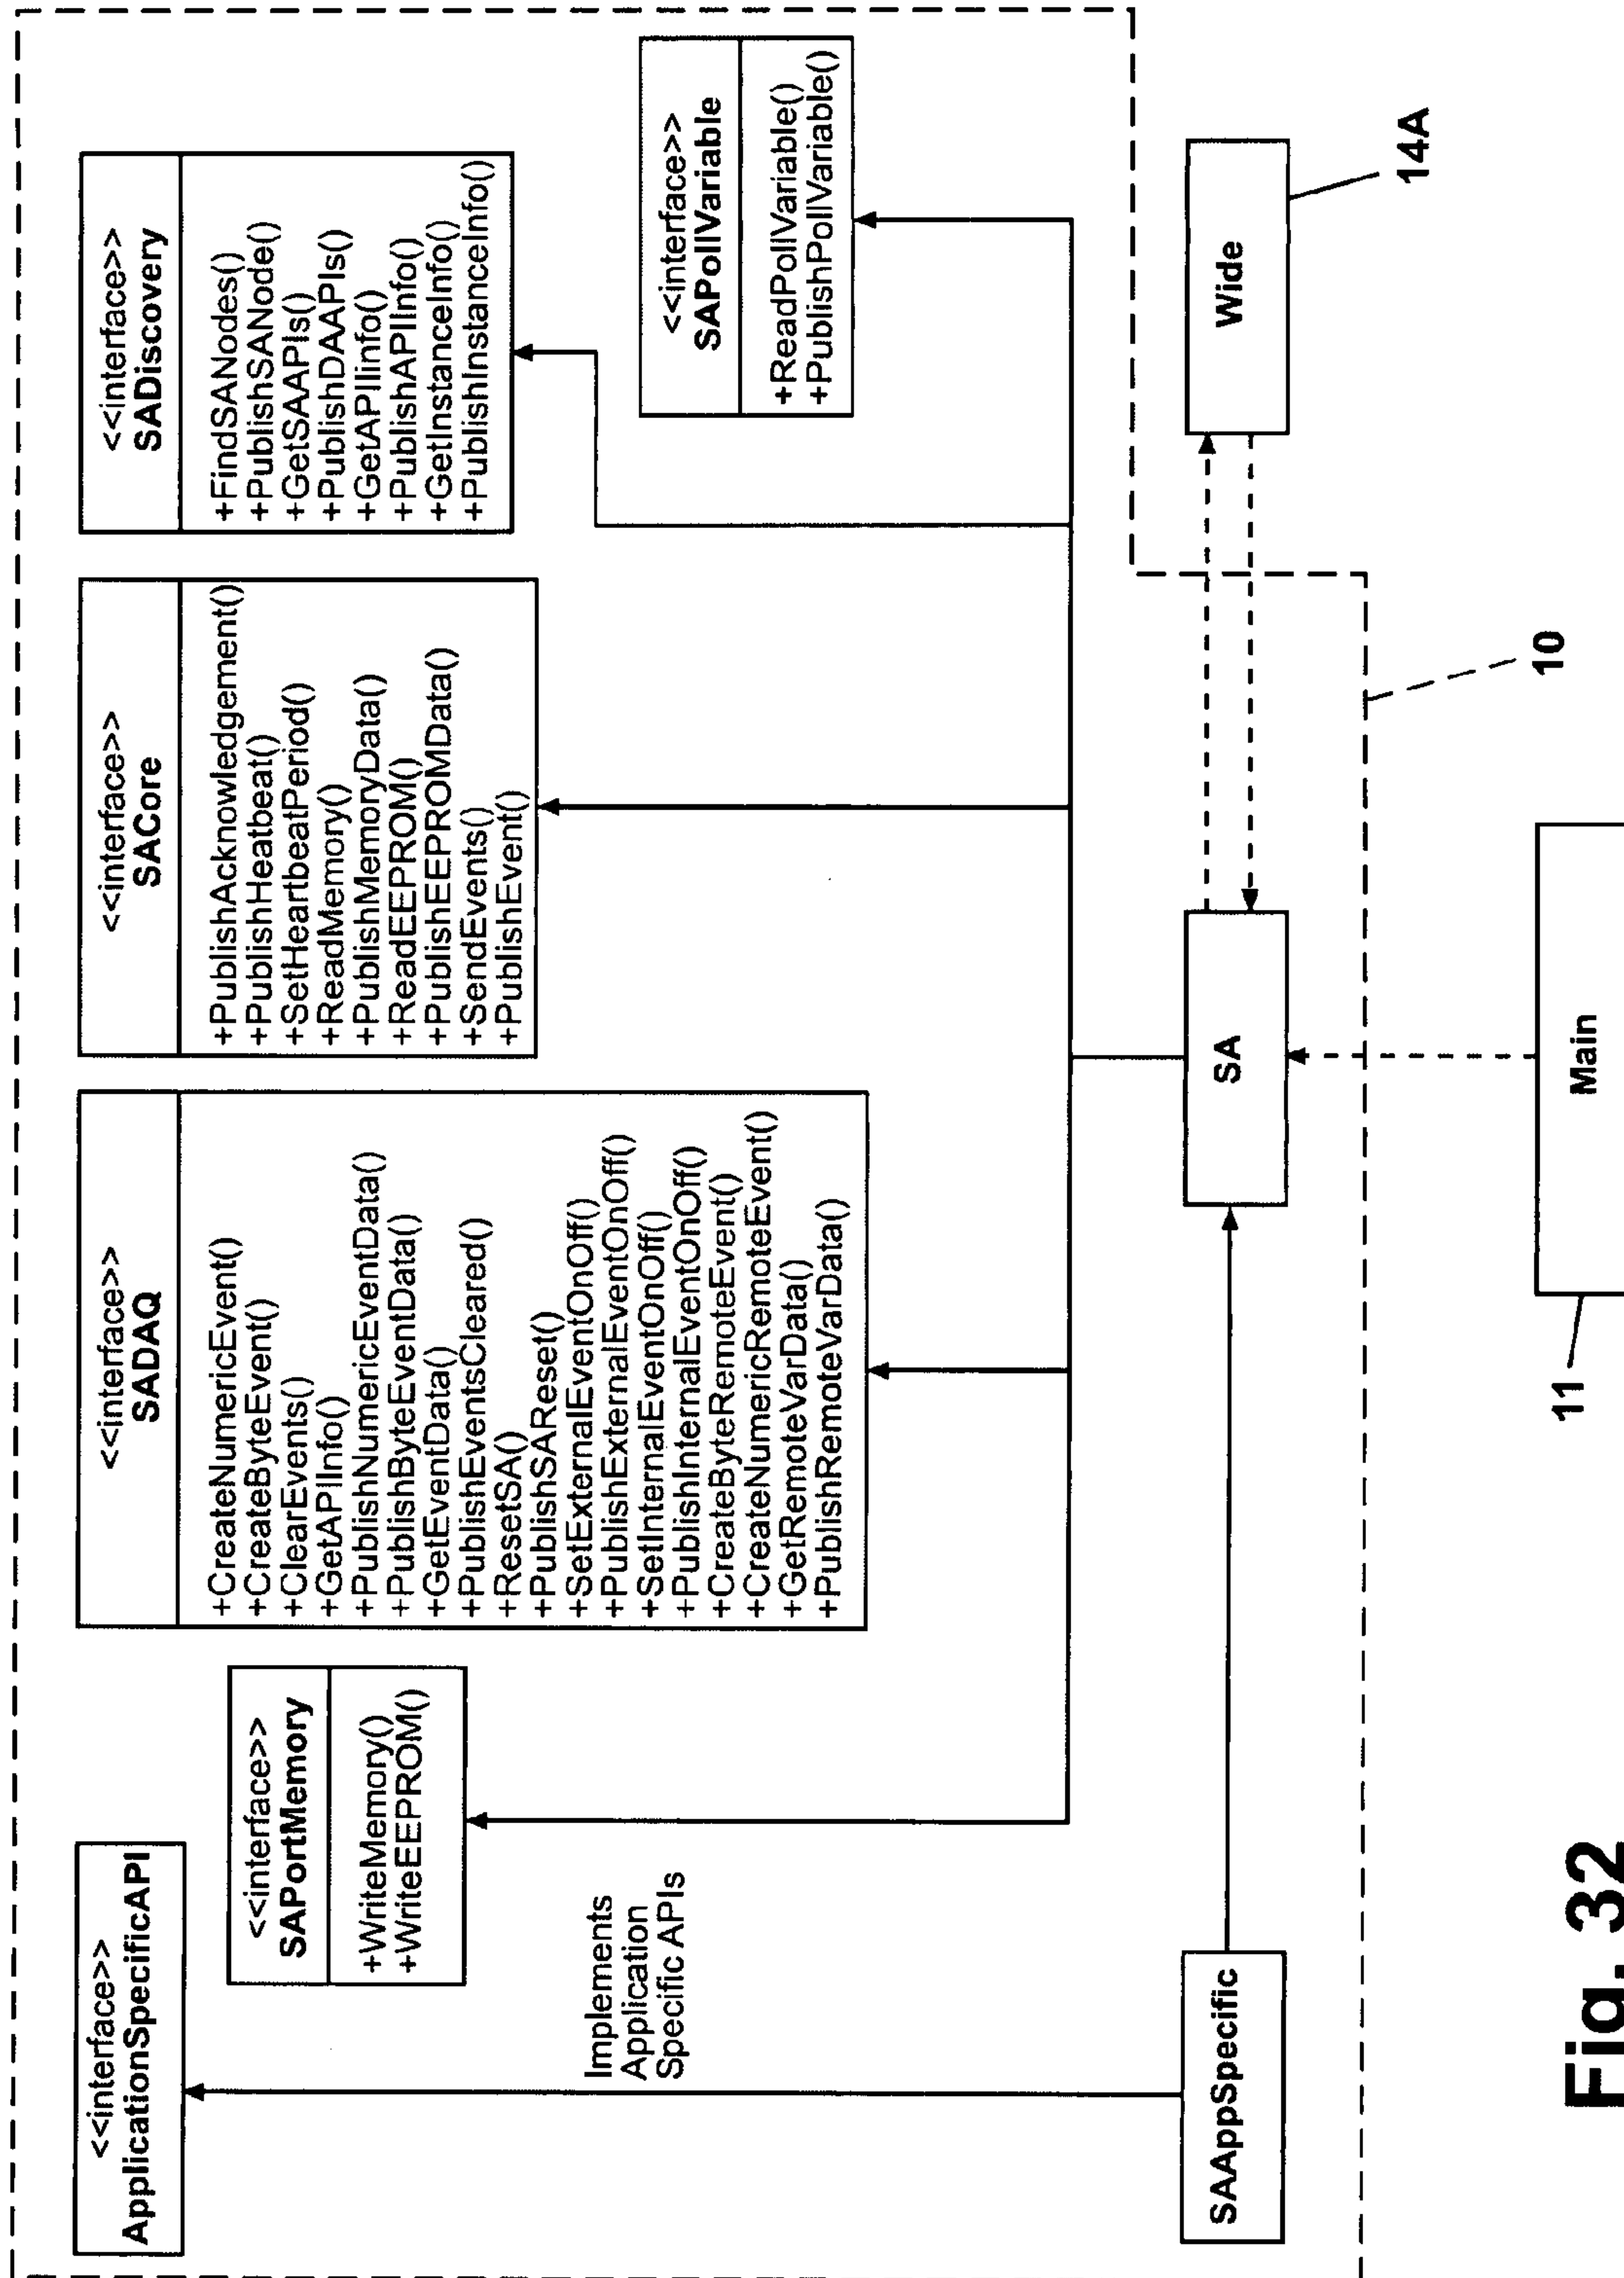 <<interface>>
ApplicationSpecificAPI
<<interface>>
SAPortMemory
+WriteMemory()
+WriteEEPROM()
Implements
Application
Specific APIs
<<interface>>
SADAQ
+CreateNumericEvent()
+CreateByteEvent()
+ClearEvents()
+GetAPIInfo()
+PublishNumericEventData()
+PublishByteEventData()
+GetEventData()
+PublishEventsCleared()
+ResetSA()
+PublishSAReset()
+SetExternalEventOnOff()
+PublishExternalEventOnOff()
+SetInternalEventOnOff()
+PublishInternalEventOnOff()
+CreateByteRemoteEvent()
+CreateNumericRemoteEvent()
+GetRemoteVarData()
+PublishRemoteVarData()
<<interface>>
SACore
+PublishAcknowledgement()
+PublishHeatbeat()
+SetHeartbeatPeriod()
+ReadMemory()
+PublishMemoryData()
+ReadEEPROM()
+PublishEEPROMData()
+SendEvents()
+PublishEvent()
<<interface>>
SADiscovery
+FindSANodes()
+PublishSANode()
+GetSAAPIs()
+PublishDAAPIs()
+GetAPIIinfo()
+PublishAPIInfo()
+GetInstanceInfo()
+PublishInstanceInfo()
<<interface>>
SAPollVariable
+ReadPollVariable()
+PublishPollVariable()
SAAppSpecific
SA
Wide
14A
10
Main
11
Fig. 32